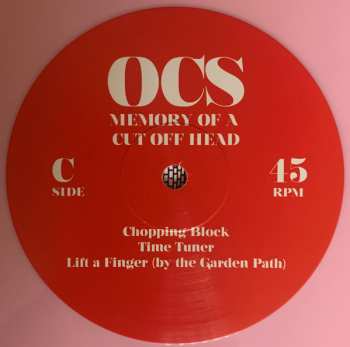 OCS
MEMORY OF A
CUT OFF HEAD
C
SIDE
45
RPM
Chopping Block
Time Tuner
Lift a Finger (by the Garden Path)